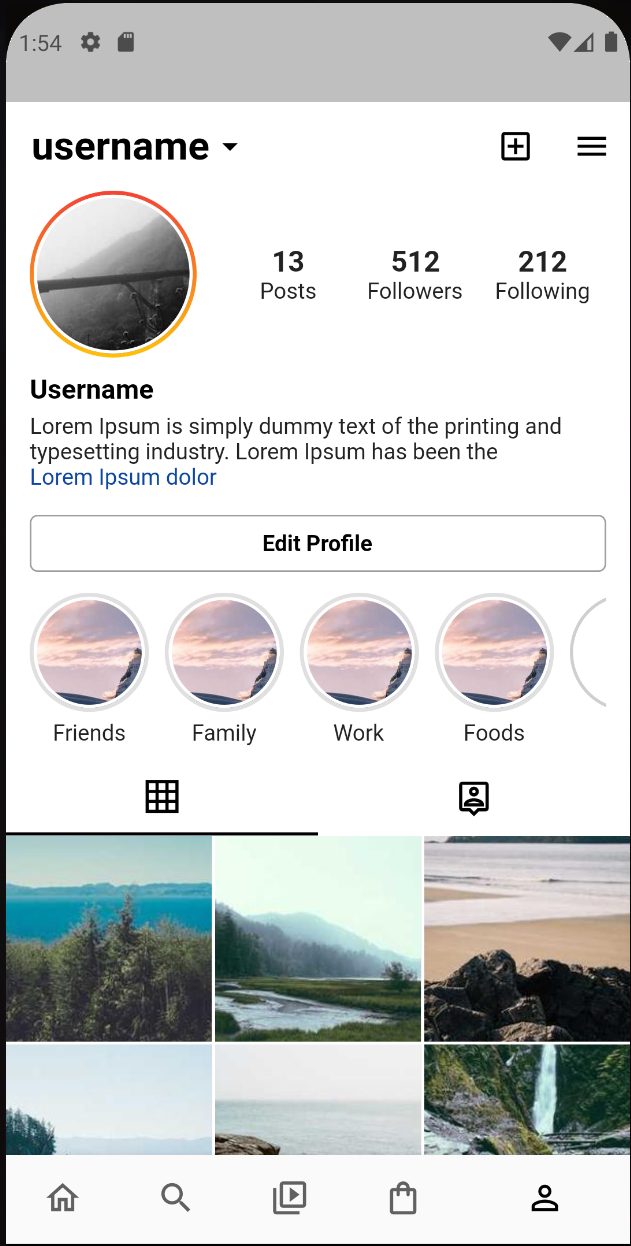 1:54
username
13
Posts
512
Followers
212
Following
Username
Lorem Ipsum is simply dummy text of the printing and
typesetting industry. Lorem Ipsum has been the
Lorem Ipsum dolor
Edit Profile
Friends
Family
Work
Foods